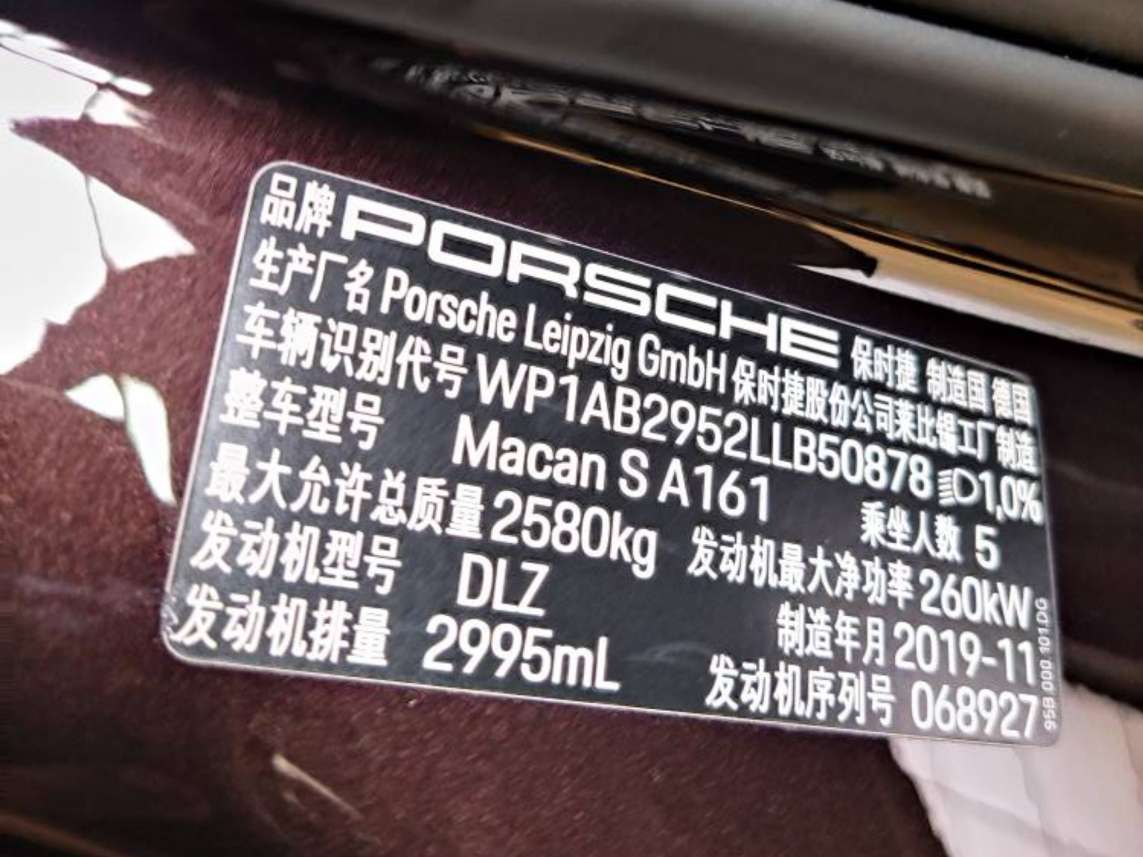 品牌 PORSCHE 保时捷 制造国 德国
生产厂名 Porsche Leipzig GmbH 保时捷股份公司莱比锡工厂制造
车辆识别代号 WP1AB2952LLB50878 1,0%
整车型号 Macan S A161 乘坐人数 5
最大允许总质量 2580kg 发动机最大净功率 260kW
发动机型号 DLZ 制造年月 2019-11
发动机排量 2995mL 发动机序列号 068927
95B.000.101.DG